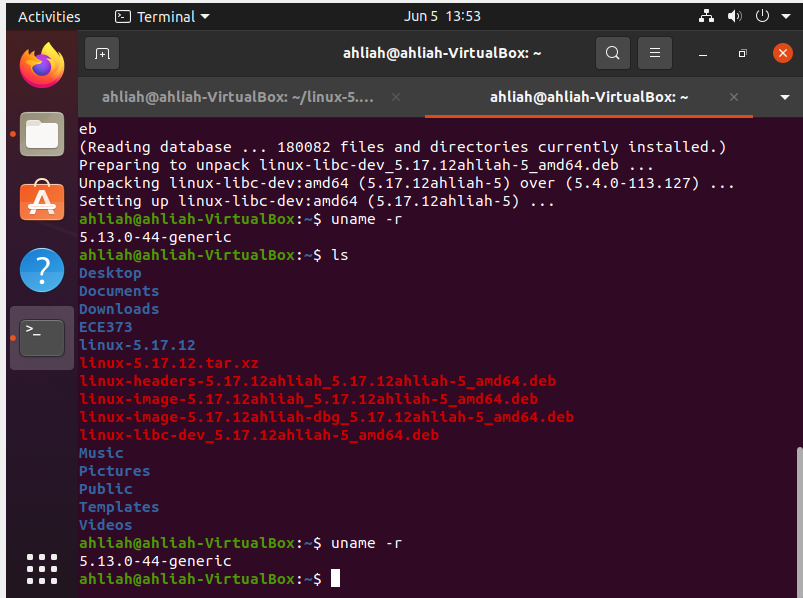 Activities
Terminal
Jun 5 13:53
ahliah@ahliah-VirtualBox: ~
ahliah@ahliah-VirtualBox: ~/linux-5....
ahliah@ahliah-VirtualBox: ~
eb
(Reading database ... 180082 files and directories currently installed.)
Preparing to unpack linux-libc-dev_5.17.12ahliah-5_amd64.deb ...
Unpacking linux-libc-dev:amd64 (5.17.12ahliah-5) over (5.4.0-113.127) ...
Setting up linux-libc-dev:amd64 (5.17.12ahliah-5) ...
ahliah@ahliah-VirtualBox:~$ uname -r
5.13.0-44-generic
ahliah@ahliah-VirtualBox:~$ ls
Desktop
Documents
Downloads
ECE373
linux-5.17.12
linux-5.17.12.tar.xz
linux-headers-5.17.12ahliah_5.17.12ahliah-5_amd64.deb
linux-image-5.17.12ahliah_5.17.12ahliah-5_amd64.deb
linux-image-5.17.12ahliah-dbg_5.17.12ahliah-5_amd64.deb
linux-libc-dev_5.17.12ahliah-5_amd64.deb
Music
Pictures
Public
Templates
Videos
ahliah@ahliah-VirtualBox:~$ uname -r
5.13.0-44-generic
ahliah@ahliah-VirtualBox:~$